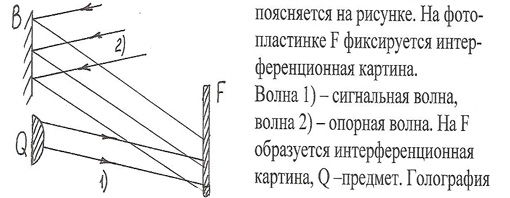 B
2)
F
Q
1)
поясняется на рисунке. На фото-
пластинке F фиксируется интер-
ференционная картина.
Волна 1) – сигнальная волна,
волна 2) – опорная волна. На F
образуется интерференционная
картина, Q –предмет. Голография